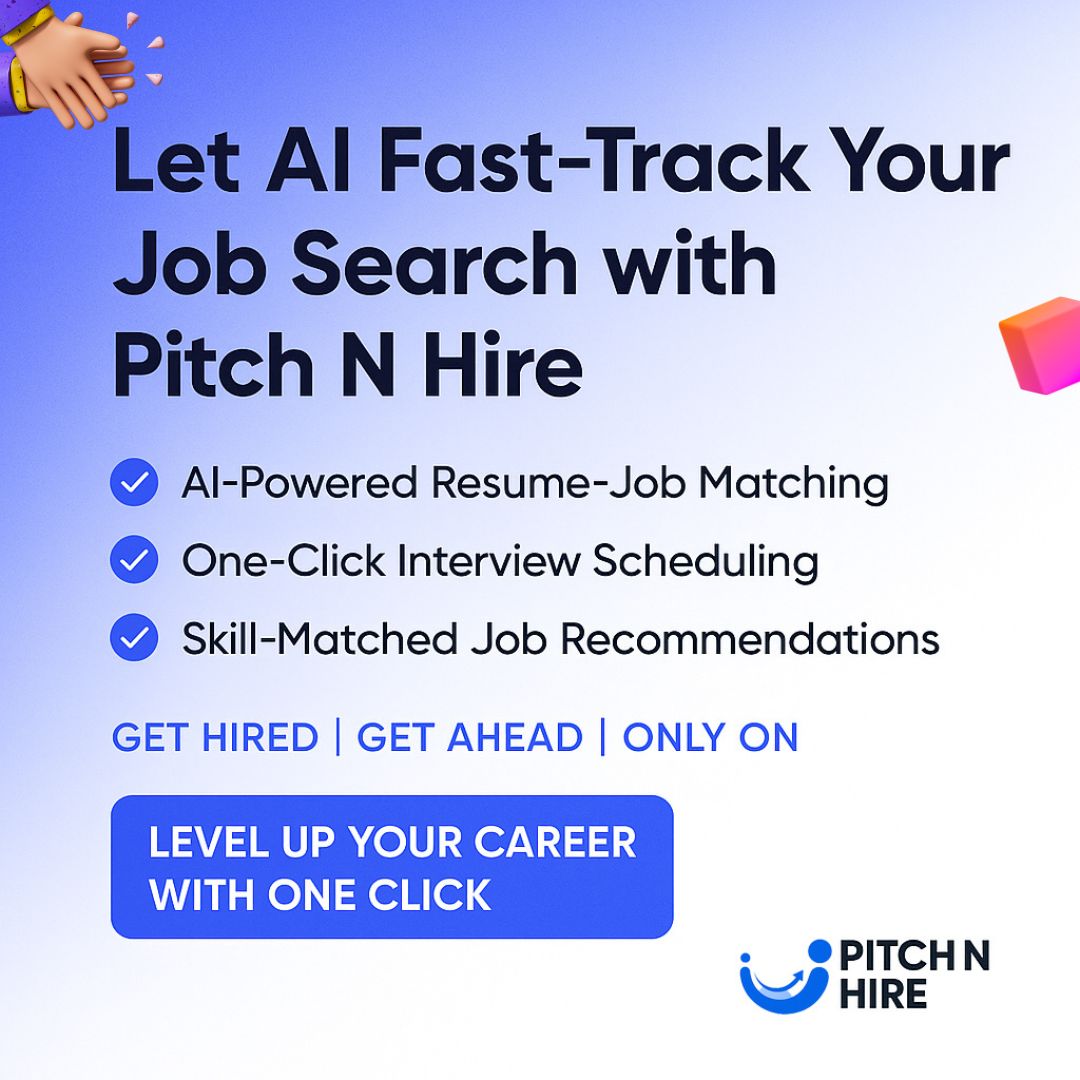 Let AI Fast-Track Your
Job Search with
Pitch N Hire
AI-Powered Resume-Job Matching
One-Click Interview Scheduling
Skill-Matched Job Recommendations
GET HIRED | GET AHEAD | ONLY ON
LEVEL UP YOUR CAREER
WITH ONE CLICK
PITCH N
HIRE